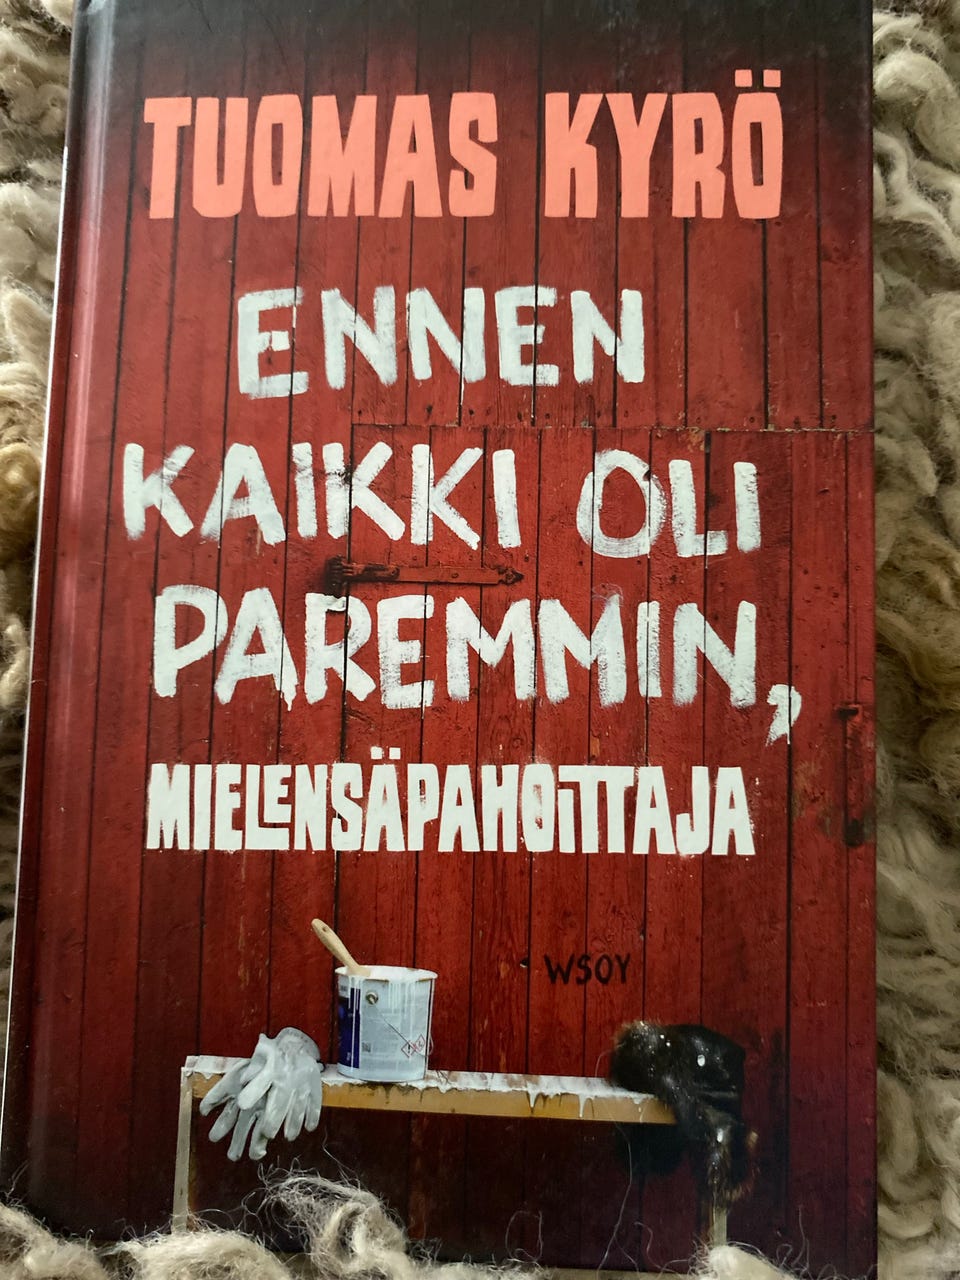 TUOMAS KYRÖ
ENNEN
KAIKKI OLI
PAREMMIN,
MIELENSÄPAHOITTAJA
WSOY